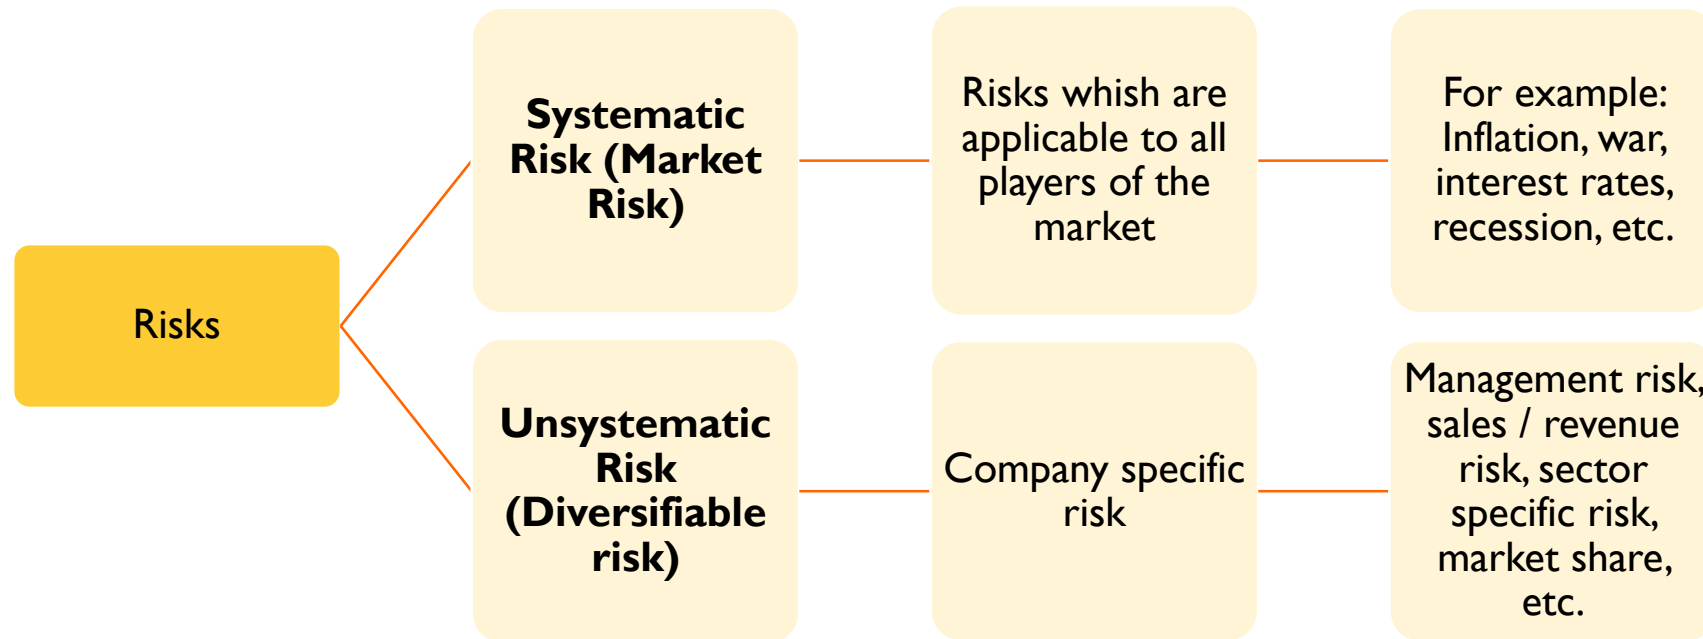 Risks
Systematic
Risk (Market
Risk)
Risks whish are
applicable to all
players of the
market
For example:
Inflation, war,
interest rates,
recession, etc.
Unsystematic
Risk
(Diversifiable
risk)
Company specific
risk
Management risk,
sales / revenue
risk, sector
specific risk,
market share,
etc.